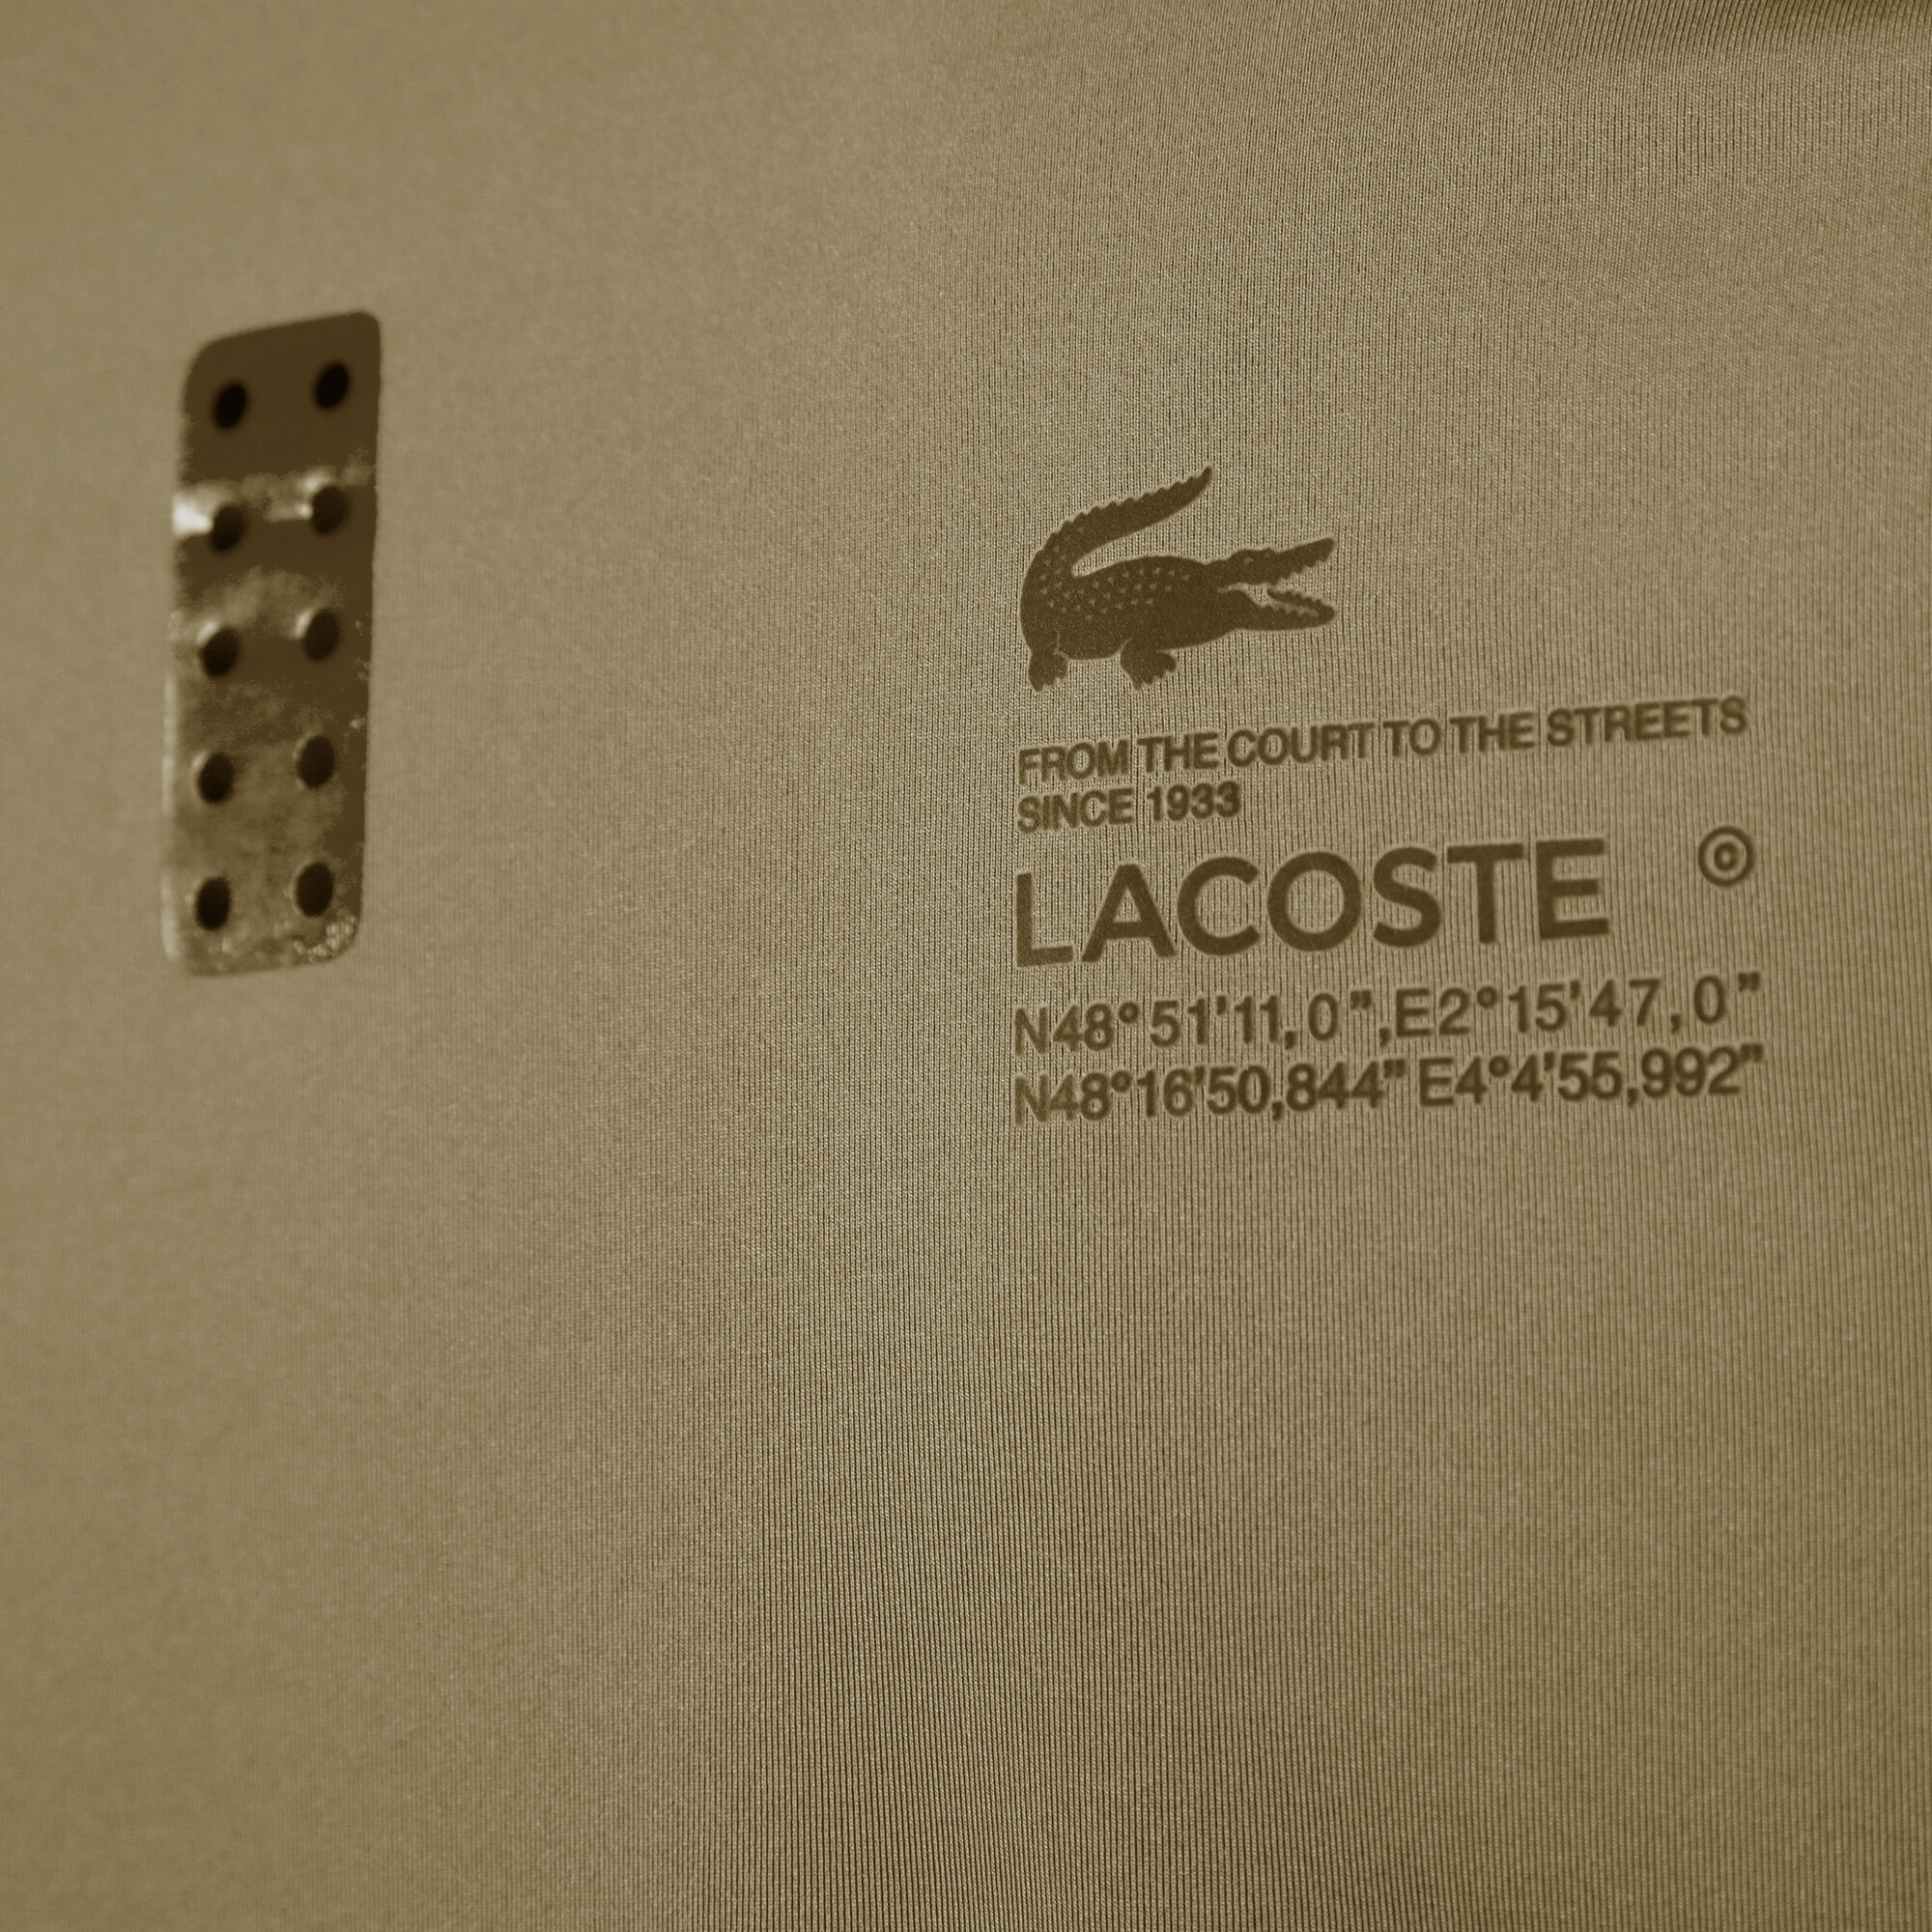 FROM THE COURT TO THE STREETS
SINCE 1933
LACOSTE ©
N48°51'11,0",E2°15'47,0"
N48°16'50,844" E4°4'55,992"